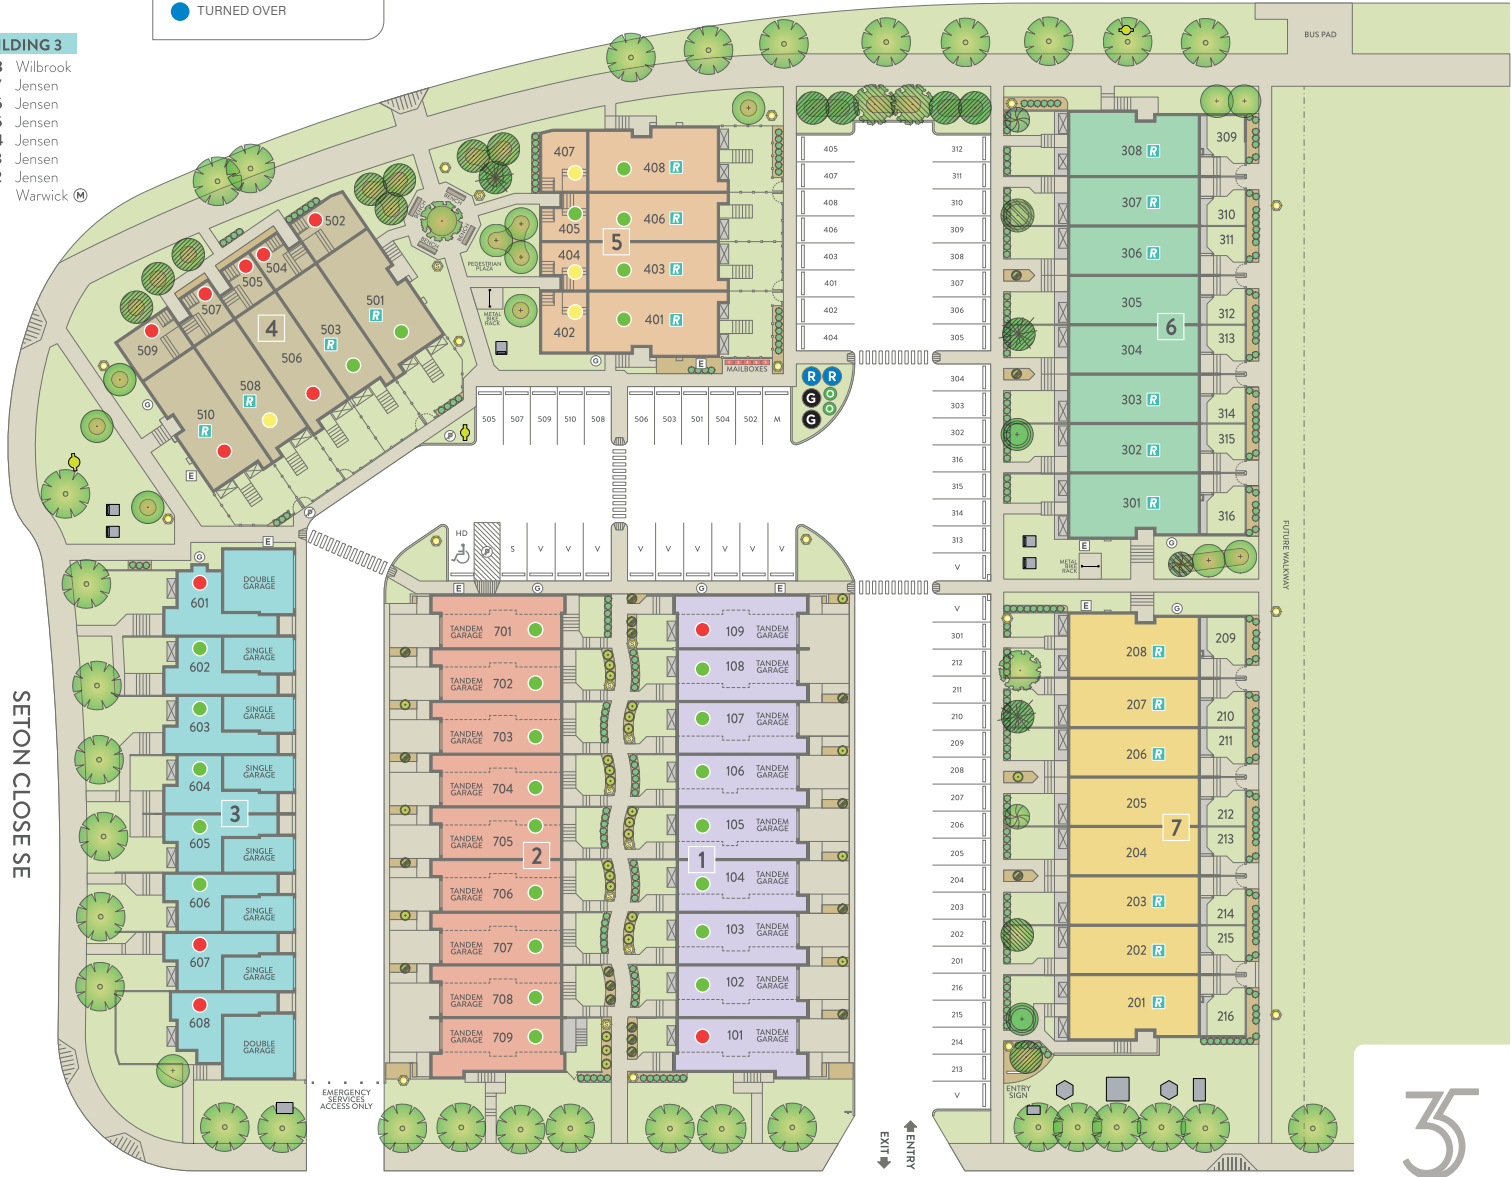 TURNED OVER
BUILDING 3
Wilbrook
Jensen
Jensen
Jensen
Jensen
Jensen
Jensen
Warwick M
BUS PAD
407
408 R
405
406 R
5
404
403 R
402
401 R
PEDESTRIAN
PLAZA
BENCH
METAL
BIKE
RACK
G
E
MAILBOXES
502
504
505
507
509
4
501
R
503
R
506
508
R
510
R
G
E
P
P
405
407
408
406
403
401
402
404
312
311
310
309
308
307
306
305
R R
G
G
505
507
509
510
508
506
503
501
504
502
M
304
303
302
316
315
314
313
V
308 R
307 R
306 R
305
304
303 R
302 R
301 R
6
309
310
311
312
313
314
315
316
E
G
METAL
BIKE
RACK
FUTURE WALKWAY
HD
P
S
V
V
V
V
V
V
V
V
V
E
G
G
E
E
G
E
G
601
DOUBLE
GARAGE
602
SINGLE
GARAGE
603
SINGLE
GARAGE
604
SINGLE
GARAGE
3
605
SINGLE
GARAGE
606
SINGLE
GARAGE
607
SINGLE
GARAGE
608
DOUBLE
GARAGE
SETON CLOSE SE
EMERGENCY
SERVICES
ACCESS ONLY
TANDEM
GARAGE
701
TANDEM
GARAGE
702
TANDEM
GARAGE
703
TANDEM
GARAGE
704
TANDEM
GARAGE
705
2
TANDEM
GARAGE
706
TANDEM
GARAGE
707
TANDEM
GARAGE
708
TANDEM
GARAGE
709
109
TANDEM
GARAGE
108
TANDEM
GARAGE
107
TANDEM
GARAGE
106
TANDEM
GARAGE
105
TANDEM
GARAGE
1
104
TANDEM
GARAGE
103
TANDEM
GARAGE
102
TANDEM
GARAGE
101
TANDEM
GARAGE
V
301
212
211
210
209
208
207
206
205
204
203
202
201
216
215
214
213
V
208 R
207 R
206 R
205
204
203 R
202 R
201 R
7
209
210
211
212
213
214
215
216
ENTRY
SIGN
EXIT
ENTRY
35